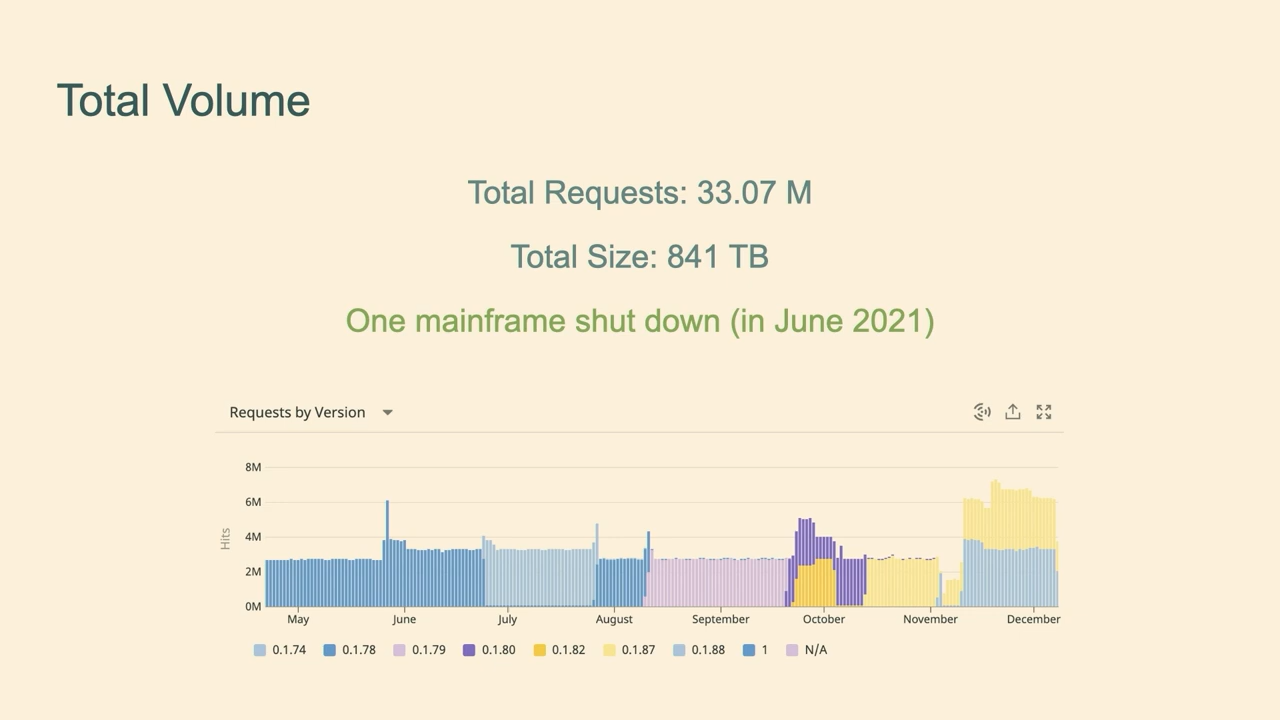 Total Volume
Total Requests: 33.07 M
Total Size: 841 TB
One mainframe shut down (in June 2021)
Requests by Version
8M
6M
4M
2M
0M
Hits
May June July August September October November December
0.1.74 0.1.78 0.1.79 0.1.80 0.1.82 0.1.87 0.1.88 1 N/A